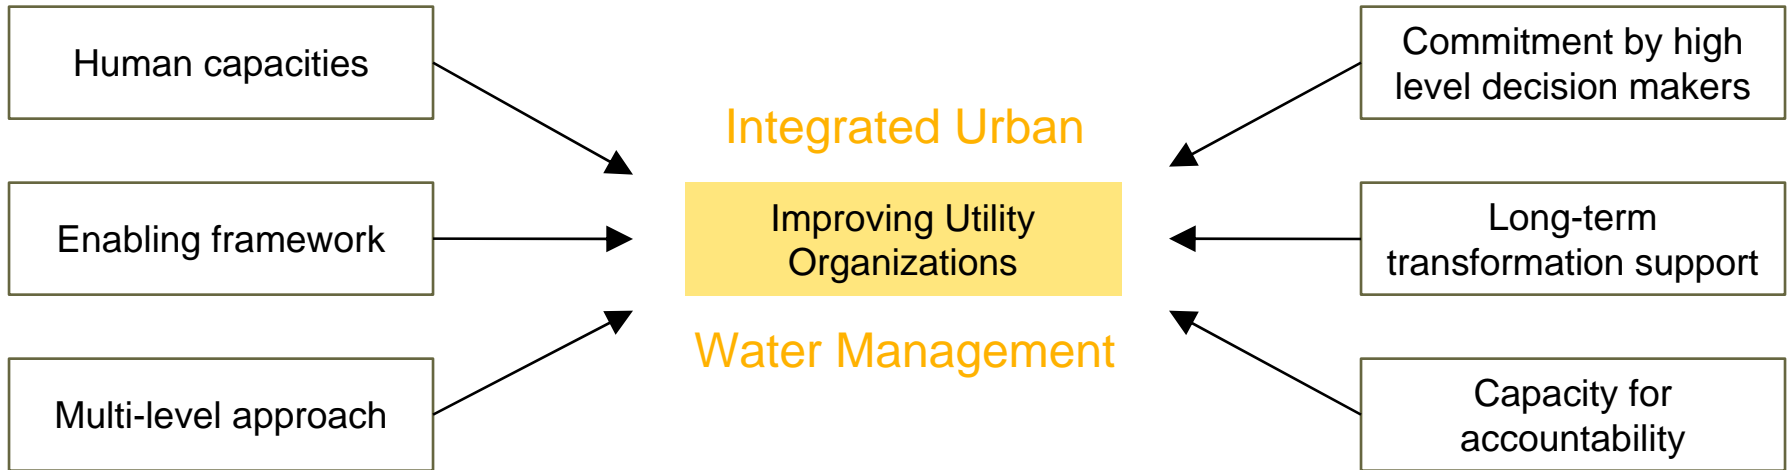 Human capacities
Enabling framework
Multi-level approach
Integrated Urban
Improving Utility
Organizations
Water Management
Commitment by high
level decision makers
Long-term
transformation support
Capacity for
accountability